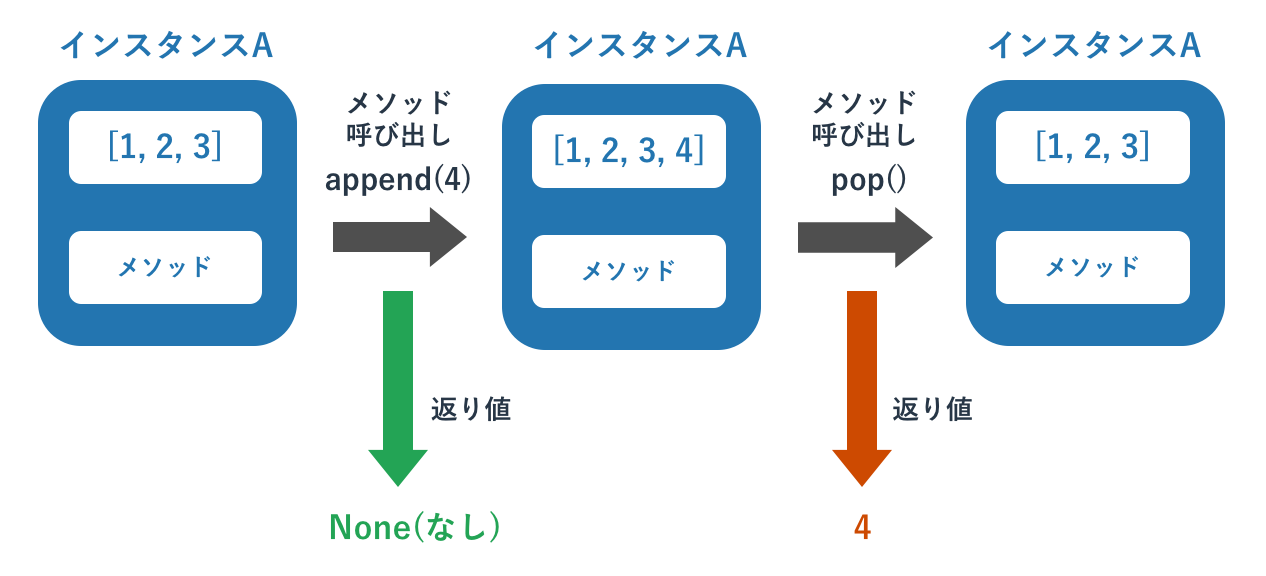 インスタンスA
インスタンスA
インスタンスA
[1, 2, 3]
メソッド
メソッド
呼び出し
append(4)
[1, 2, 3, 4]
メソッド
メソッド
呼び出し
pop()
[1, 2, 3]
メソッド
返り値
返り値
None(なし)
4